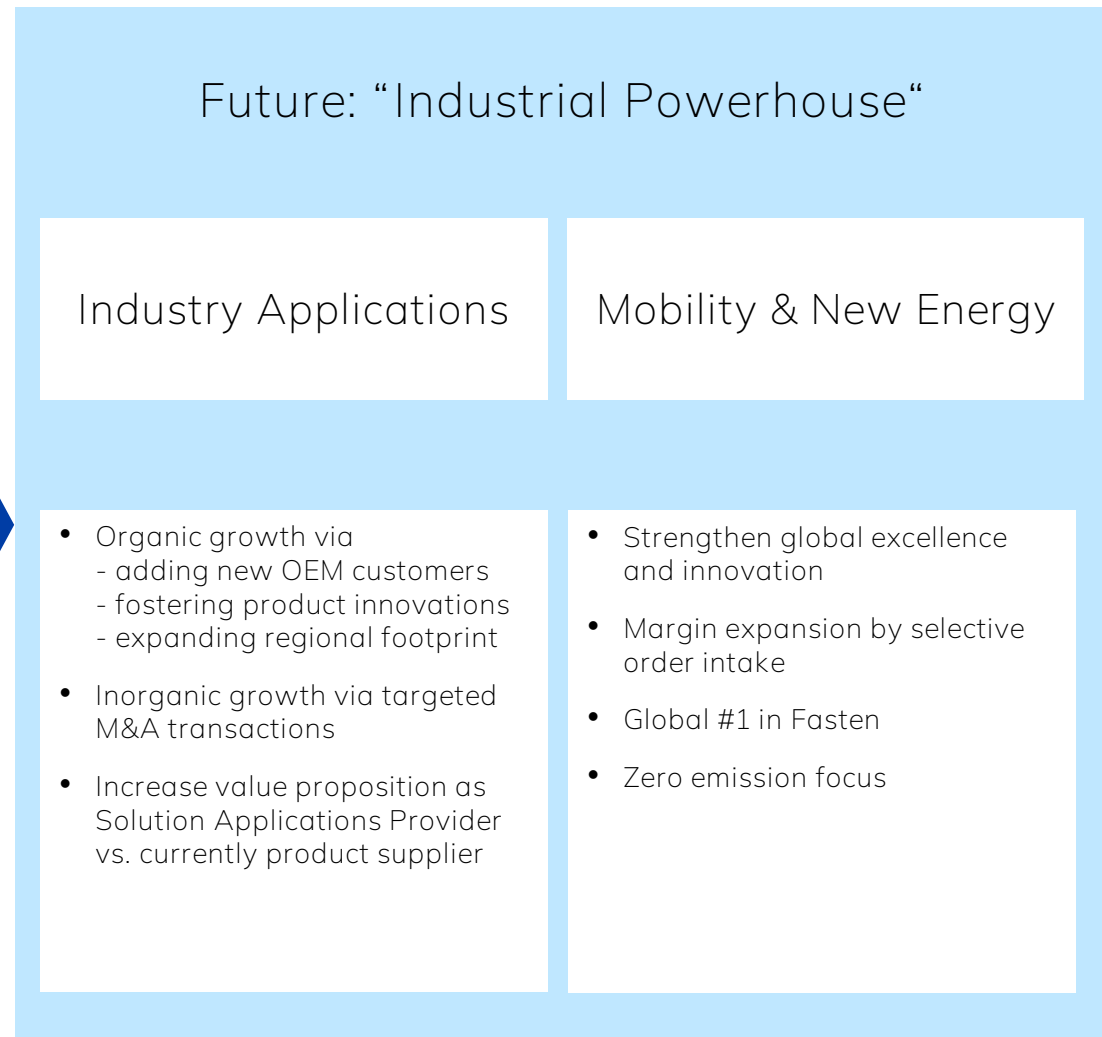 Future: “Industrial Powerhouse“
Industry Applications
Mobility & New Energy
• Organic growth via
- adding new OEM customers
- fostering product innovations
- expanding regional footprint
• Inorganic growth via targeted
M&A transactions
• Increase value proposition as
Solution Applications Provider
vs. currently product supplier
• Strengthen global excellence
and innovation
• Margin expansion by selective
order intake
• Global #1 in Fasten
• Zero emission focus